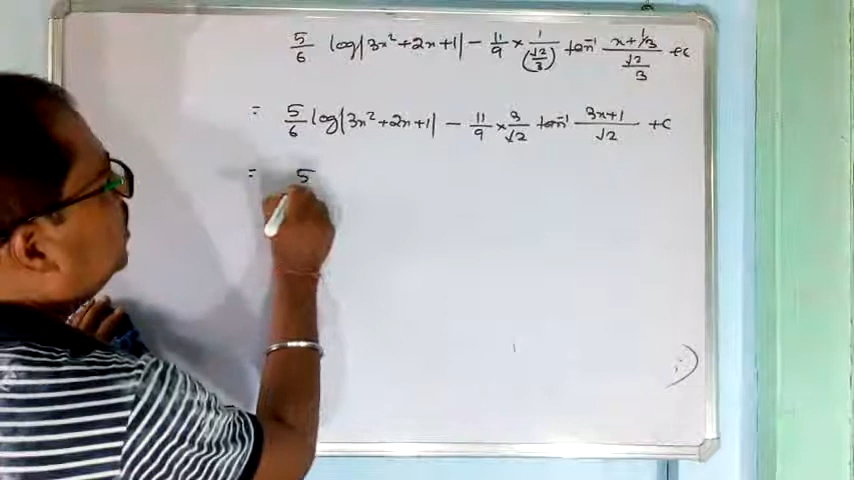 5/6 log|3x²+2x+1| - 11/9 × 1/(√2/3) tan⁻¹ (x+1/3)/(√2/3) +C
= 5/6 log|3x²+2x+1| - 11/9 × 3/√2 tan⁻¹ (3x+1)/√2 +C
= 5